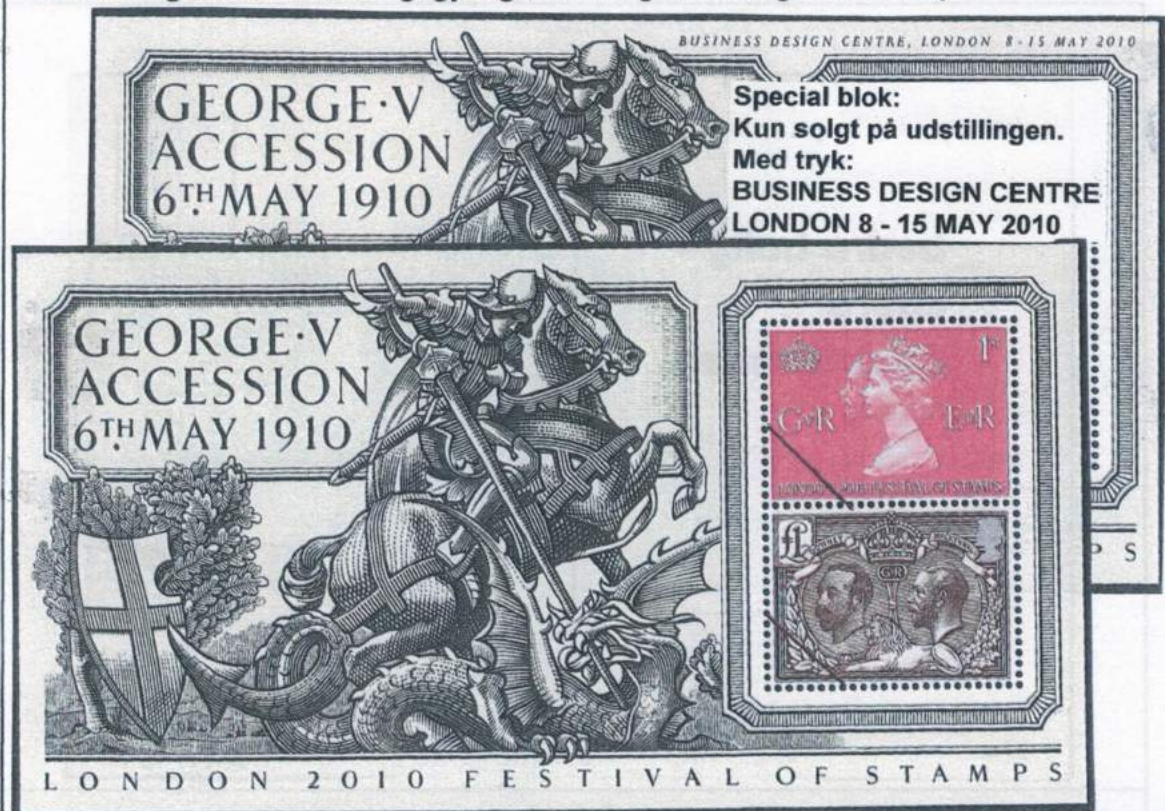 BUSINESS DESIGN CENTRE, LONDON 8-15 MAY 2010
GEORGE·V
ACCESSION
6TH MAY 1910
Special blok:
Kun solgt på udstillingen.
Med tryk:
BUSINESS DESIGN CENTRE
LONDON 8 - 15 MAY 2010
GEORGE·V
ACCESSION
6TH MAY 1910
1st
GvR
EIIR
LONDON 2010 FESTIVAL OF STAMPS
£1
GvR
P S
LONDON 2010 FESTIVAL OF STAMPS